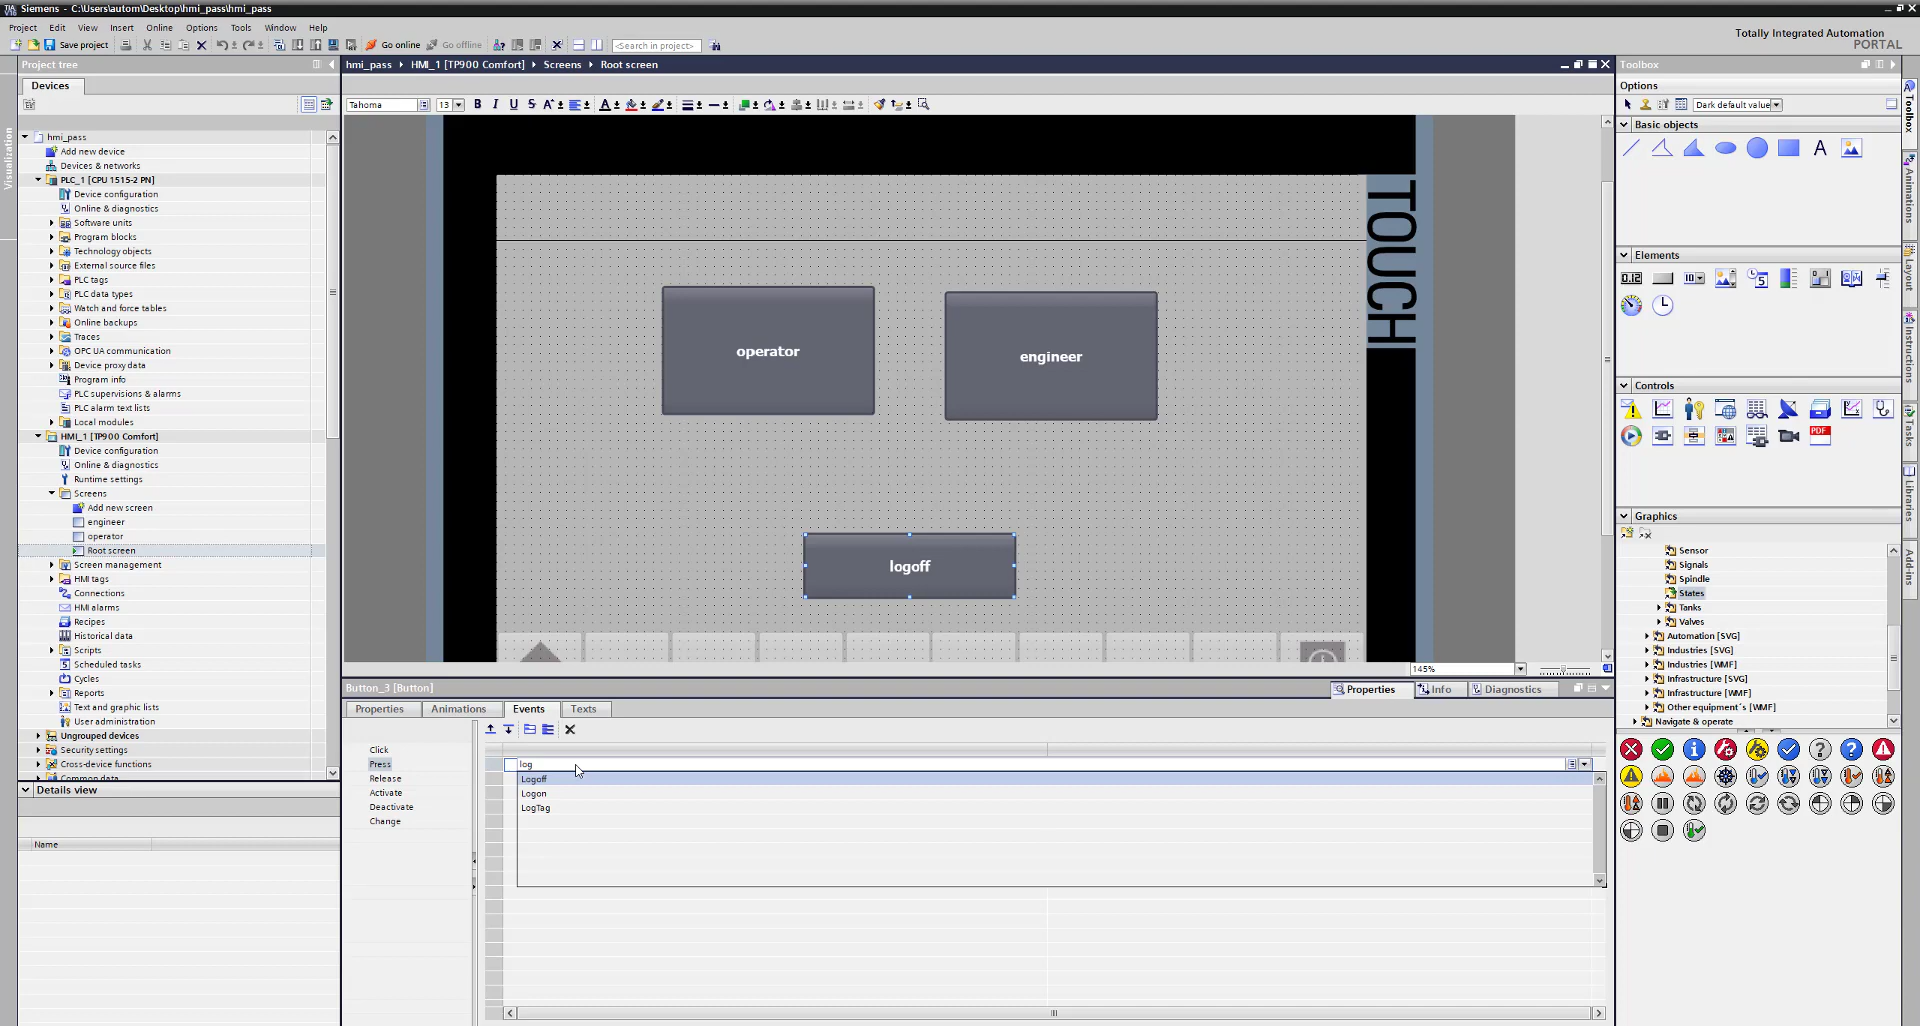 Siemens - C:\Users\autom\Desktop\hmi_pass\hmi_pass
Project Edit View Insert Online Options Tools Window Help
Save project
Go online Go offline
<Search in project>
Totally Integrated Automation
PORTAL
Project tree
Devices
Visualization
hmi_pass
Add new device
Devices & networks
PLC_1 [CPU 1515-2 PN]
Device configuration
Online & diagnostics
Software units
Program blocks
Technology objects
External source files
PLC tags
PLC data types
Watch and force tables
Online backups
Traces
OPC UA communication
Device proxy data
Program info
PLC supervisions & alarms
PLC alarm text lists
Local modules
HMI_1 [TP900 Comfort]
Device configuration
Online & diagnostics
Runtime settings
Screens
Add new screen
engineer
operator
Root screen
Screen management
HMI tags
Connections
HMI alarms
Recipes
Historical data
Scripts
Scheduled tasks
Cycles
Reports
Text and graphic lists
User administration
Ungrouped devices
Security settings
Cross-device functions
Common data
Details view
Name
hmi_pass HMI_1 [TP900 Comfort] Screens Root screen
Tahoma 13
TOUCH
operator
engineer
logoff
145%
Button_3 [Button]
Properties Info Diagnostics
Properties Animations Events Texts
Click
Press
Release
Activate
Deactivate
Change
log
Logoff
Logon
LogTag
Toolbox
Options
Dark default value
Basic objects
Elements
Controls
PDF
Graphics
Sensor
Signals
Spindle
States
Tanks
Valves
Automation [SVG]
Industries [SVG]
Industries [WMF]
Infrastructure [SVG]
Infrastructure [WMF]
Other equipment´s [WMF]
Navigate & operate
Toolbox
Animations
Layout
Instructions
Tasks
Libraries
Add-ins